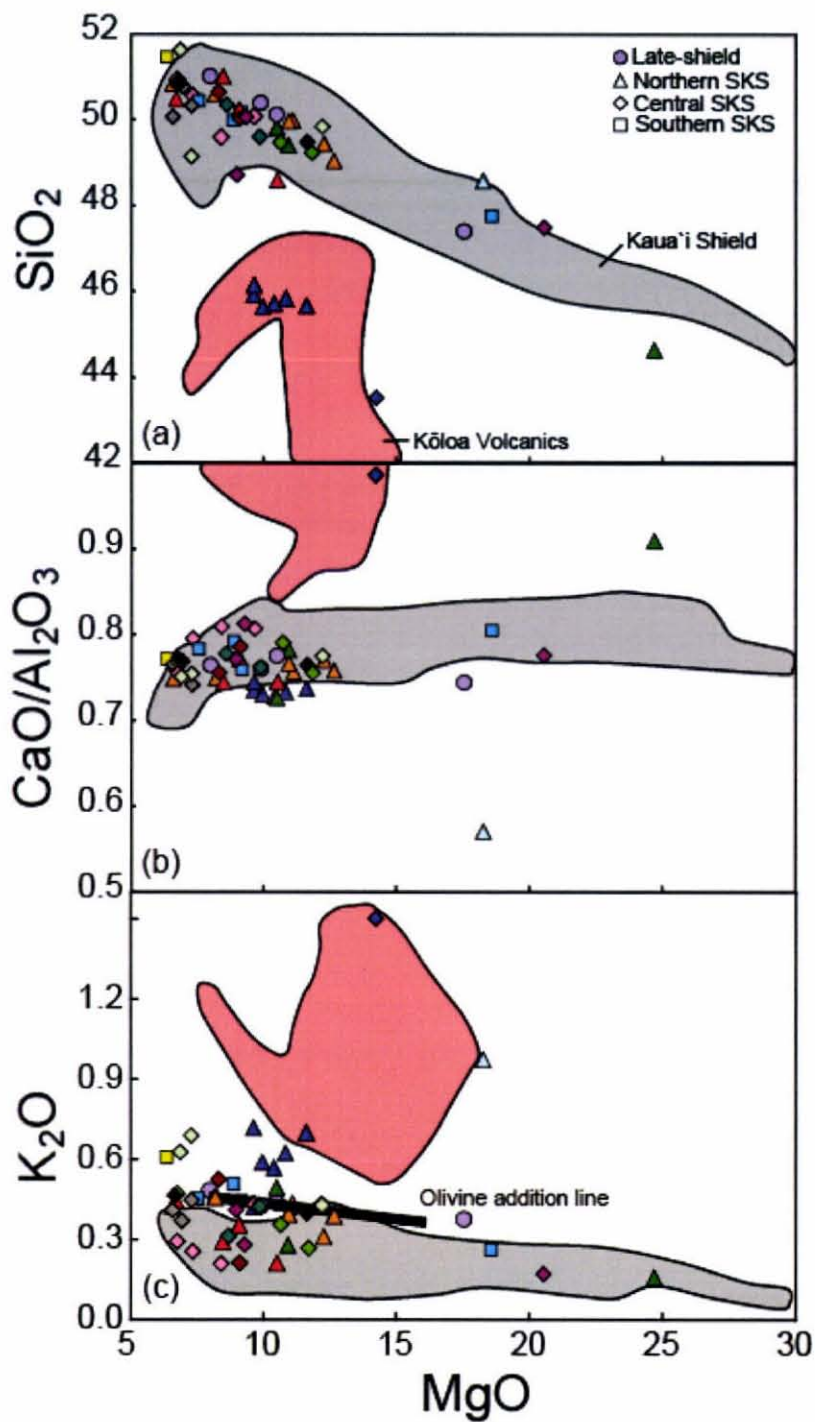 52
50
48
46
44
42
SiO2
Late-shield
Northern SKS
Central SKS
Southern SKS
Kaua`i Shield
Kōloa Volcanics
(a)
0.9
0.8
0.7
0.6
0.5
CaO/Al2O3
(b)
1.2
0.9
0.6
0.3
0.0
K2O
Olivine addition line
(c)
5 10 15 20 25 30
MgO